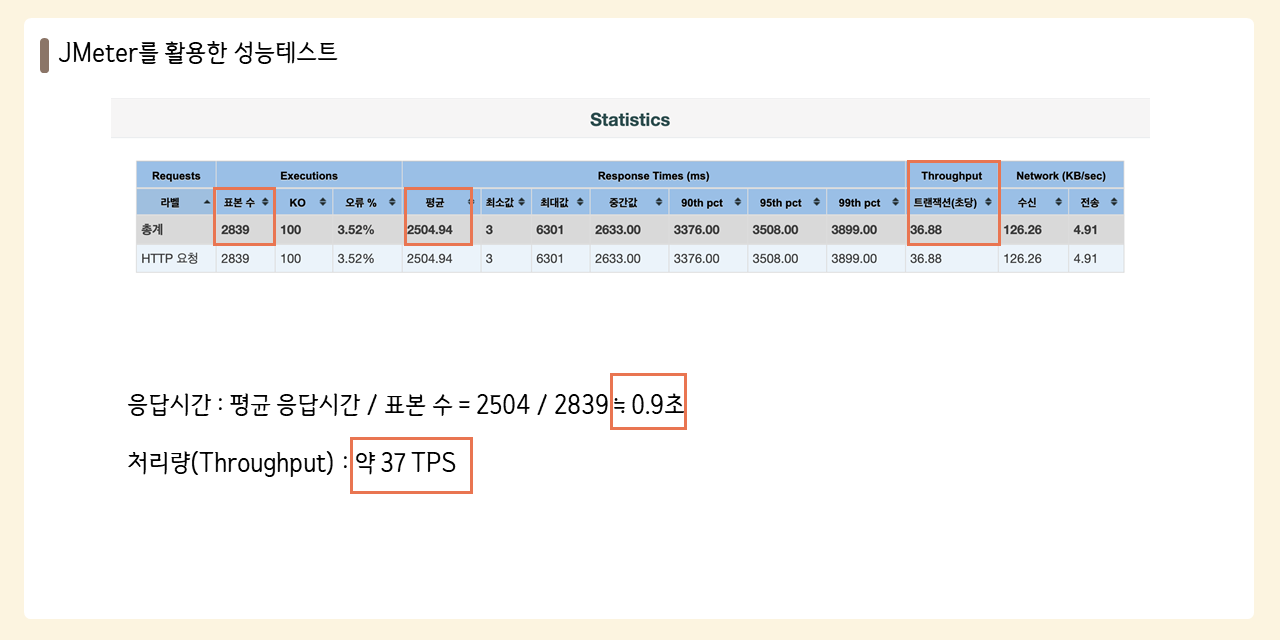 JMeter를 활용한 성능테스트
Statistics
Requests Executions Response Times (ms) Throughput Network (KB/sec)
라벨 표본 수 KO 오류 % 평균 최소값 최대값 중간값 90th pct 95th pct 99th pct 트랜잭션(초당) 수신 전송
총계 2839 100 3.52% 2504.94 3 6301 2633.00 3376.00 3508.00 3899.00 36.88 126.26 4.91
HTTP 요청 2839 100 3.52% 2504.94 3 6301 2633.00 3376.00 3508.00 3899.00 36.88 126.26 4.91
응답시간 : 평균 응답시간 / 표본 수 = 2504 / 2839 ≒ 0.9초
처리량(Throughput) : 약 37 TPS